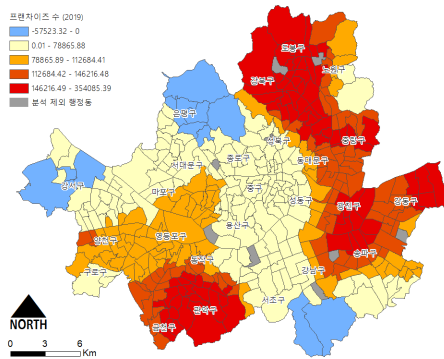 프랜차이즈 수 (2019)
-57523.32 - 0
0.01 - 78865.88
78865.89 - 112684.41
112684.42 - 146216.48
146216.49 - 354085.39
분석 제외 행정동
도봉구
노원구
강북구
은평구
중랑구
성북구
종로구
동대문구
서대문구
강서구
마포구
중구
성동구
광진구
강동구
용산구
양천구
영등포구
송파구
동작구
강남구
구로구
서초구
관악구
금천구
NORTH
0 3 6
Km